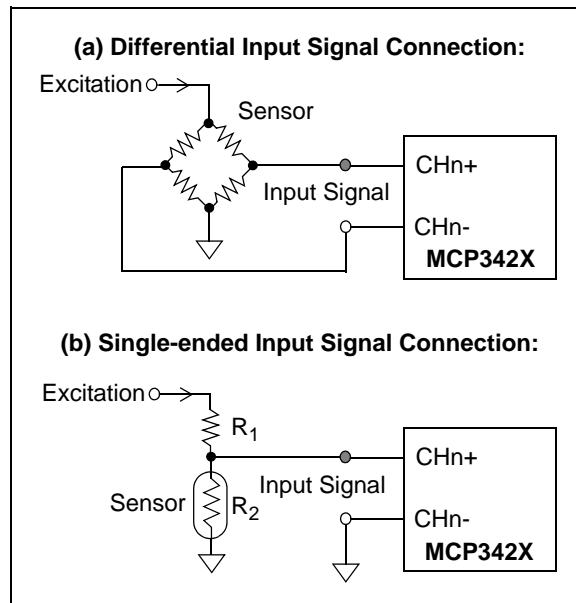 (a) Differential Input Signal Connection:
Excitation
Sensor
CHn+
Input Signal
CHn-
MCP342X
(b) Single-ended Input Signal Connection:
Excitation
R1
CHn+
Input Signal
Sensor
R2
CHn-
MCP342X